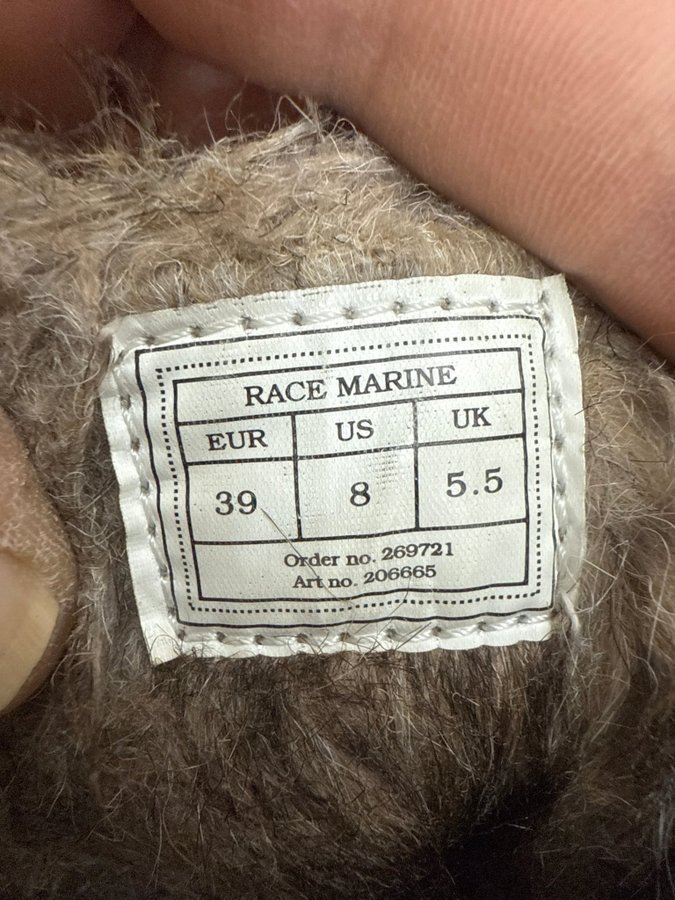 RACE MARINE
EUR US UK
39 8 5.5
Order no. 269721
Art no. 206665